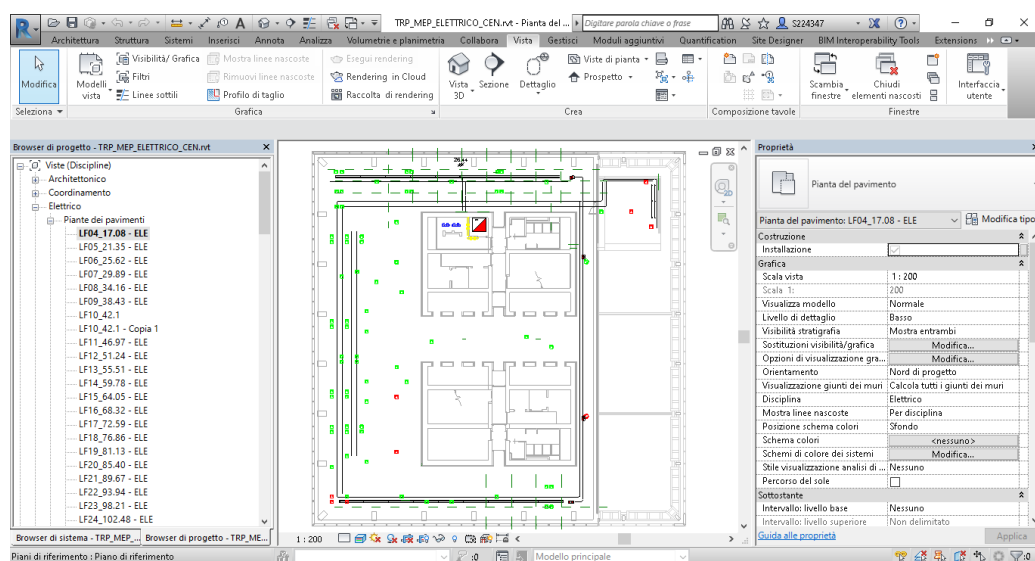 TRP_MEP_ELETTRICO_CEN.rvt - Pianta del ... Digitare parola chiave o frase S224347
Architettura Struttura Sistemi Inserisci Annota Analizza Volumetrie e planimetria Collabora Vista Gestisci Moduli aggiuntivi Quantification Site Designer BIM Interoperability Tools Extensions
Modifica
Modelli vista
Visibilità/ Grafica
Filtri
Linee sottili
Mostra linee nascoste
Rimuovi linee nascoste
Profilo di taglio
Esegui rendering
Rendering in Cloud
Raccolta di rendering
Vista 3D
Sezione
Dettaglio
Viste di pianta
Prospetto
Scambia finestre
Chiudi elementi nascosti
Interfaccia utente
Seleziona Grafica Crea Composizione tavole Finestre
Browser di progetto - TRP_MEP_ELETTRICO_CEN.rvt
Viste (Discipline)
Architettonico
Coordinamento
Elettrico
Piante dei pavimenti
LF04_17.08 - ELE
LF05_21.35 - ELE
LF06_25.62 - ELE
LF07_29.89 - ELE
LF08_34.16 - ELE
LF09_38.43 - ELE
LF10_42.1
LF10_42.1 - Copia 1
LF11_46.97 - ELE
LF12_51.24 - ELE
LF13_55.51 - ELE
LF14_59.78 - ELE
LF15_64.05 - ELE
LF16_68.32 - ELE
LF17_72.59 - ELE
LF18_76.86 - ELE
LF19_81.13 - ELE
LF20_85.40 - ELE
LF21_89.67 - ELE
LF22_93.94 - ELE
LF23_98.21 - ELE
LF24_102.48 - ELE
Browser di sistema - TRP_MEP_... Browser di progetto - TRP_ME...
26.44
1 : 200
Proprietà
Pianta del pavimento
Pianta del pavimento: LF04_17.08 - ELE Modifica tipo
Costruzione
Installazione
Grafica
Scala vista 1 : 200
Scala 1: 200
Visualizza modello Normale
Livello di dettaglio Basso
Visibilità stratigrafia Mostra entrambi
Sostituzioni visibilità/grafica Modifica...
Opzioni di visualizzazione gra... Modifica...
Orientamento Nord di progetto
Visualizzazione giunti dei muri Calcola tutti i giunti dei muri
Disciplina Elettrico
Mostra linee nascoste Per disciplina
Posizione schema colori Sfondo
Schema colori <nessuno>
Schemi di colore dei sistemi Modifica...
Stile visualizzazione analisi di ... Nessuno
Percorso del sole
Sottostante
Intervallo: livello base Nessuno
Intervallo: livello superiore Non delimitato
Guida alle proprietà Applica
Piani di riferimento : Piano di riferimento :0 Modello principale :0